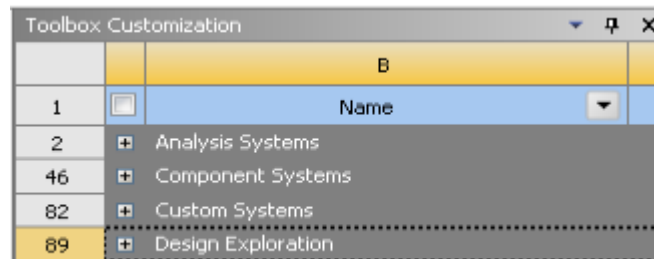 Toolbox Customization
B
1 Name
2 Analysis Systems
46 Component Systems
82 Custom Systems
89 Design Exploration